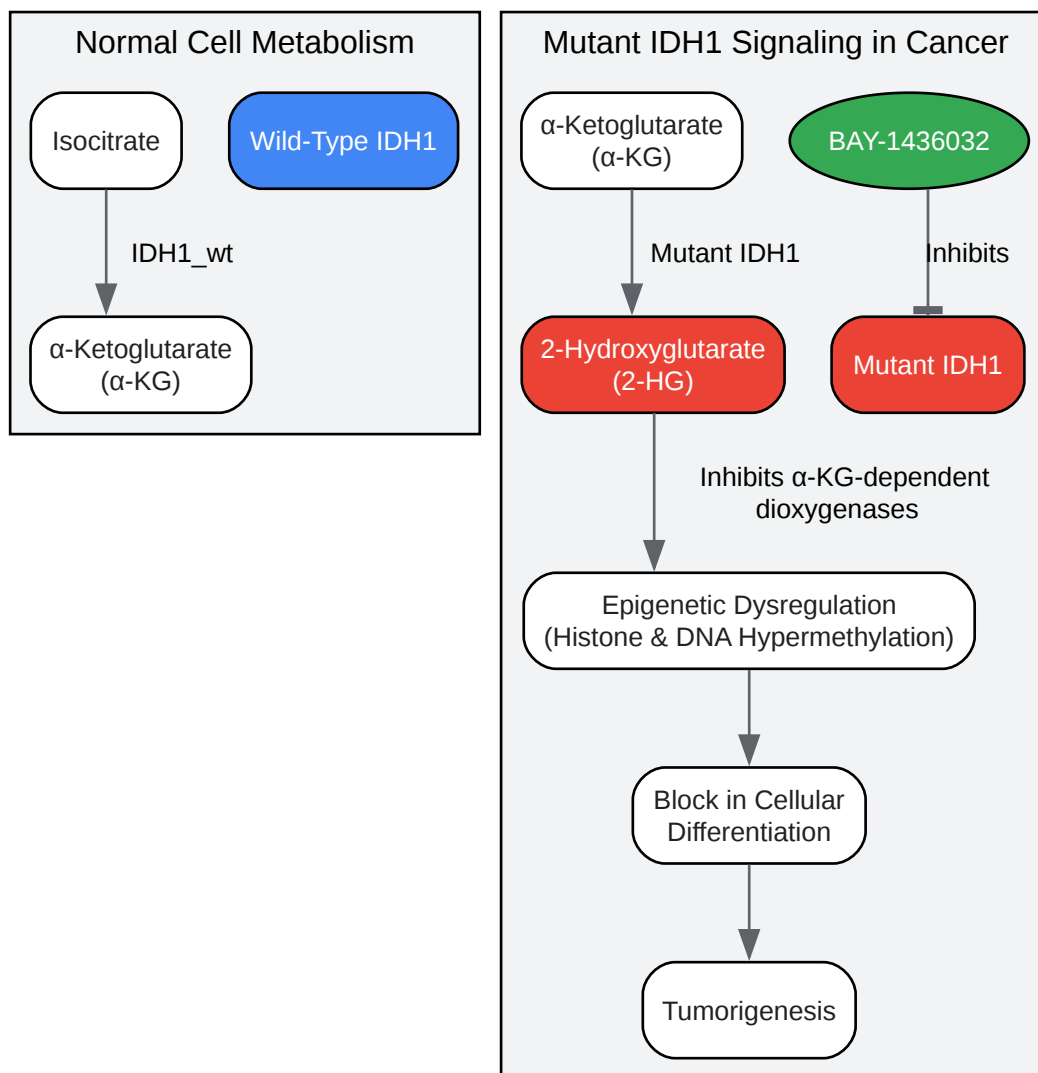 Normal Cell Metabolism
Isocitrate
Wild-Type IDH1
IDH1_wt
α-Ketoglutarate
(α-KG)
Mutant IDH1 Signaling in Cancer
α-Ketoglutarate
(α-KG)
BAY-1436032
Mutant IDH1
Inhibits
2-Hydroxyglutarate
(2-HG)
Mutant IDH1
Inhibits α-KG-dependent
dioxygenases
Epigenetic Dysregulation
(Histone & DNA Hypermethylation)
Block in Cellular
Differentiation
Tumorigenesis